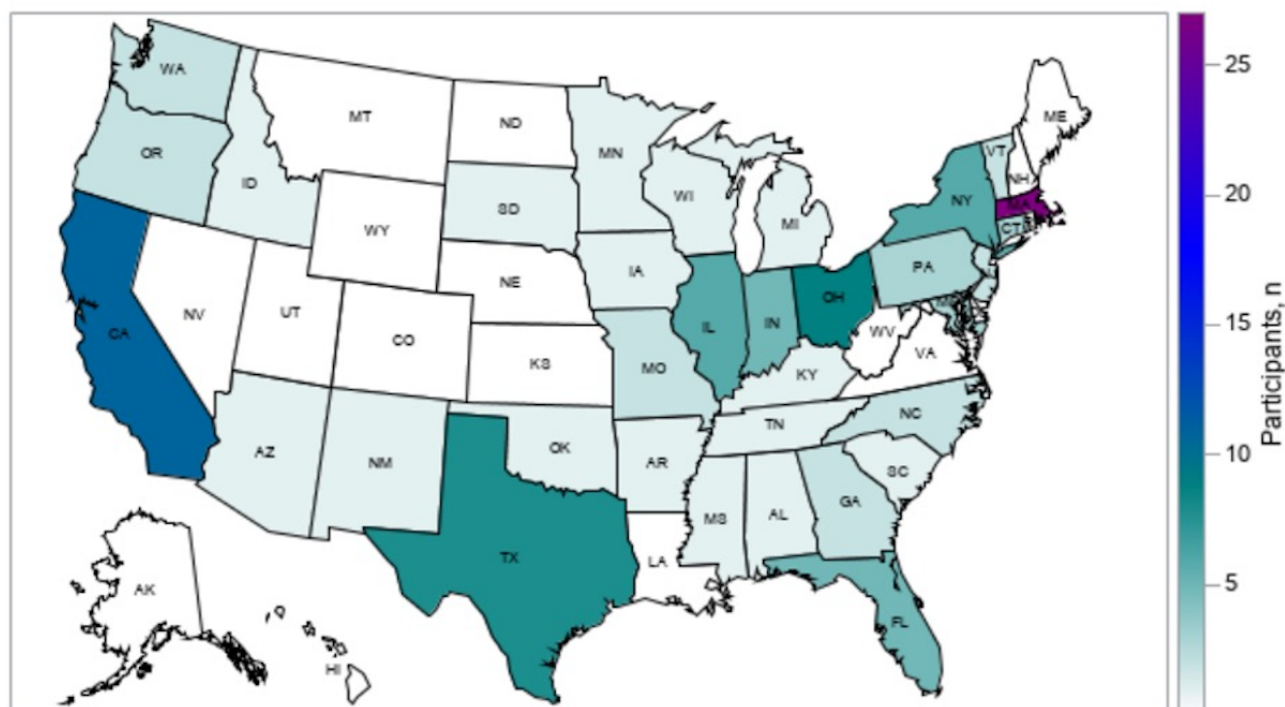 WA
MT
ND
MN
ME
VT
NH
OR
ID
SD
WI
MI
NY
MA
CT
WY
IA
PA
NE
NV
UT
CO
IL
IN
OH
WV
VA
CA
KS
MO
KY
NC
TN
AZ
NM
OK
AR
SC
MS
AL
GA
TX
LA
AK
FL
HI
25
20
15
10
5
Participants, n